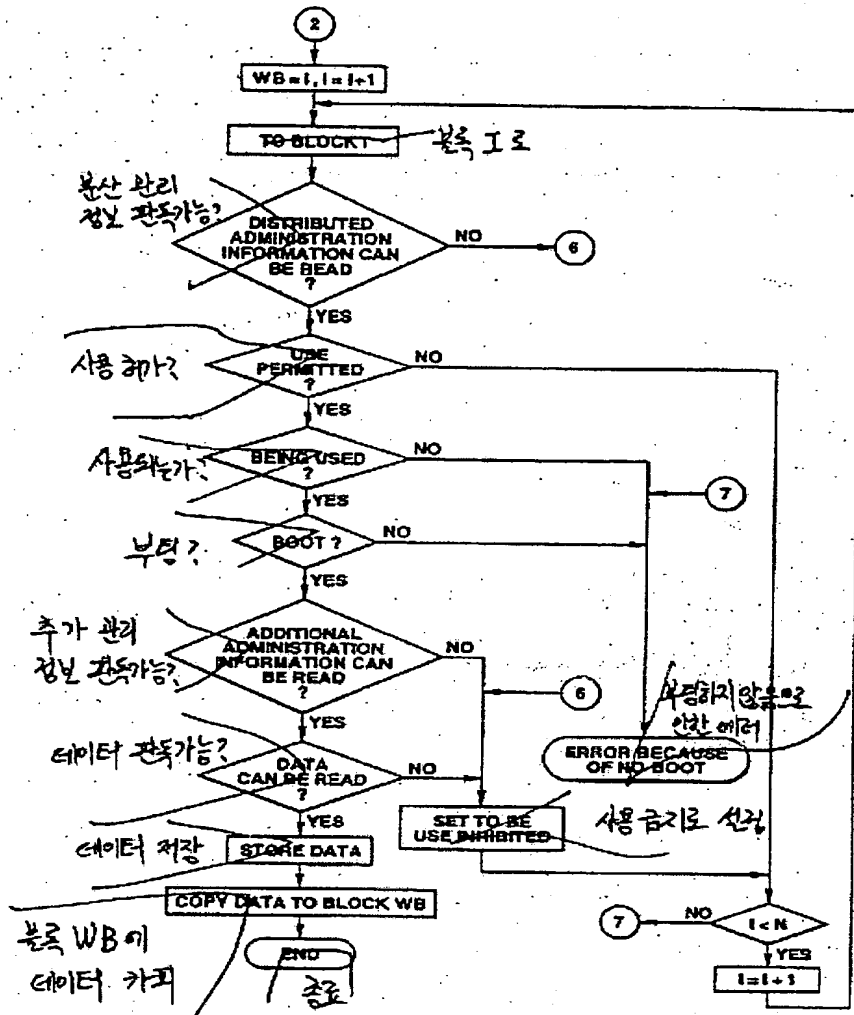 2
WB = I, I = I+1
TO BLOCK I
블록 I 로
분산 관리
정보 판독가능?
DISTRIBUTED
ADMINISTRATION
INFORMATION CAN
BE READ
?
NO
6
YES
사용 허가?
USE
PERMITTED
?
NO
YES
사용되는가?
BEING USED
?
NO
7
YES
부팅?
BOOT ?
NO
YES
추가 관리
정보 판독가능?
ADDITIONAL
ADMINISTRATION
INFORMATION CAN
BE READ
?
NO
6
YES
부팅하지 않음으로
인한 에러
ERROR BECAUSE
OF NO BOOT
데이터 판독가능?
DATA
CAN BE READ
?
NO
YES
SET TO BE
USE INHIBITED
사용 금지로 선정
데이터 저장
STORE DATA
COPY DATA TO BLOCK WB
블록 WB에
데이터 카피
END
종료
7
NO
I < N
YES
I = I + 1